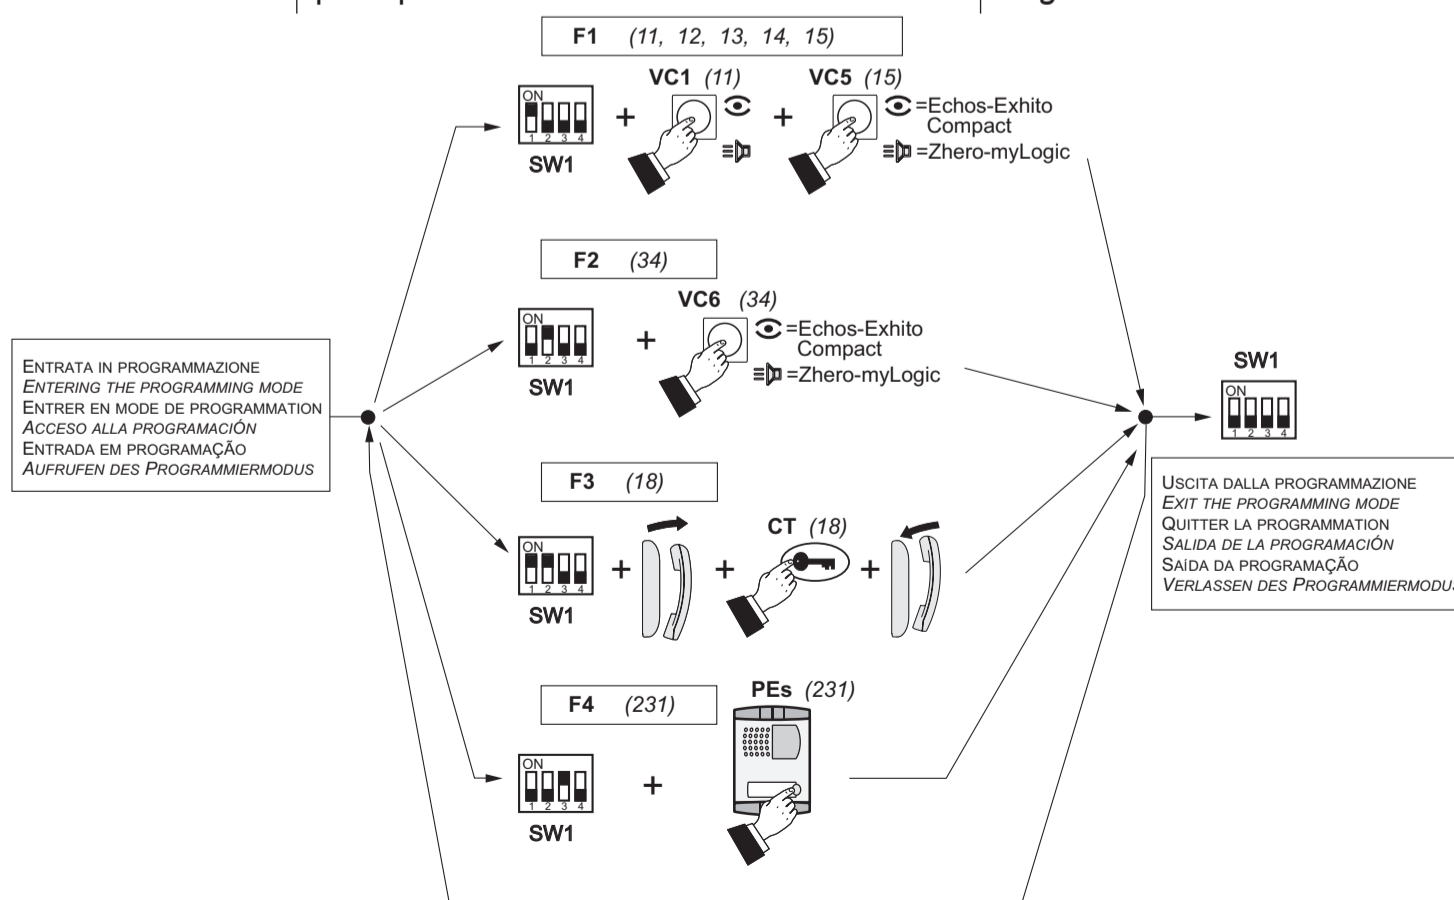 F1 (11, 12, 13, 14, 15)
VC1 (11)
VC5 (15)
ON
1 2 3 4
SW1
+
+
=Echos-Exhito
Compact
=Zhero-myLogic
F2 (34)
VC6 (34)
ON
1 2 3 4
SW1
+
=Echos-Exhito
Compact
=Zhero-myLogic
ENTRATA IN PROGRAMMAZIONE
ENTERING THE PROGRAMMING MODE
ENTRER EN MODE DE PROGRAMMATION
ACCESO ALLA PROGRAMACIÓN
ENTRADA EM PROGRAMAÇÃO
AUFRUFEN DES PROGRAMMIERMODUS
SW1
ON
1 2 3 4
USCITA DALLA PROGRAMMAZIONE
EXIT THE PROGRAMMING MODE
QUITTER LA PROGRAMMATION
SALIDA DE LA PROGRAMACIÓN
SAÍDA DA PROGRAMAÇÃO
VERLASSEN DES PROGRAMMIERMODUS
F3 (18)
CT (18)
ON
1 2 3 4
SW1
+
+
+
F4 (231)
PEs (231)
ON
1 2 3 4
SW1
+